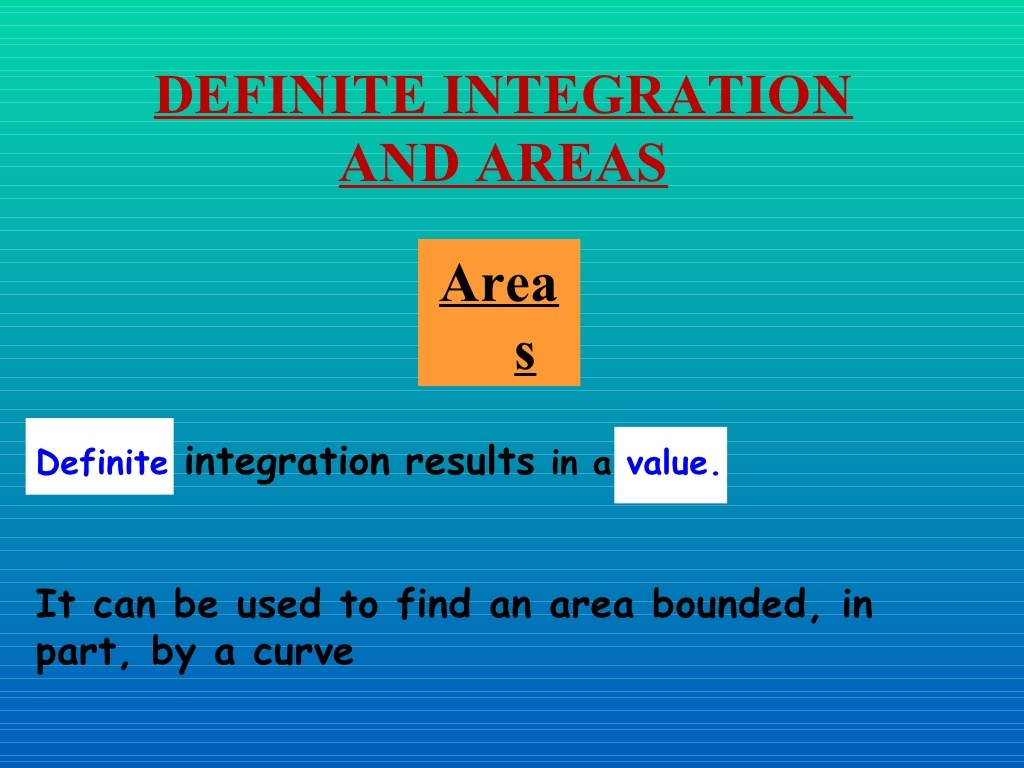 DEFINITE INTEGRATION
AND AREAS
Area
s
Definite integration results in a value.
It can be used to find an area bounded, in
part, by a curve